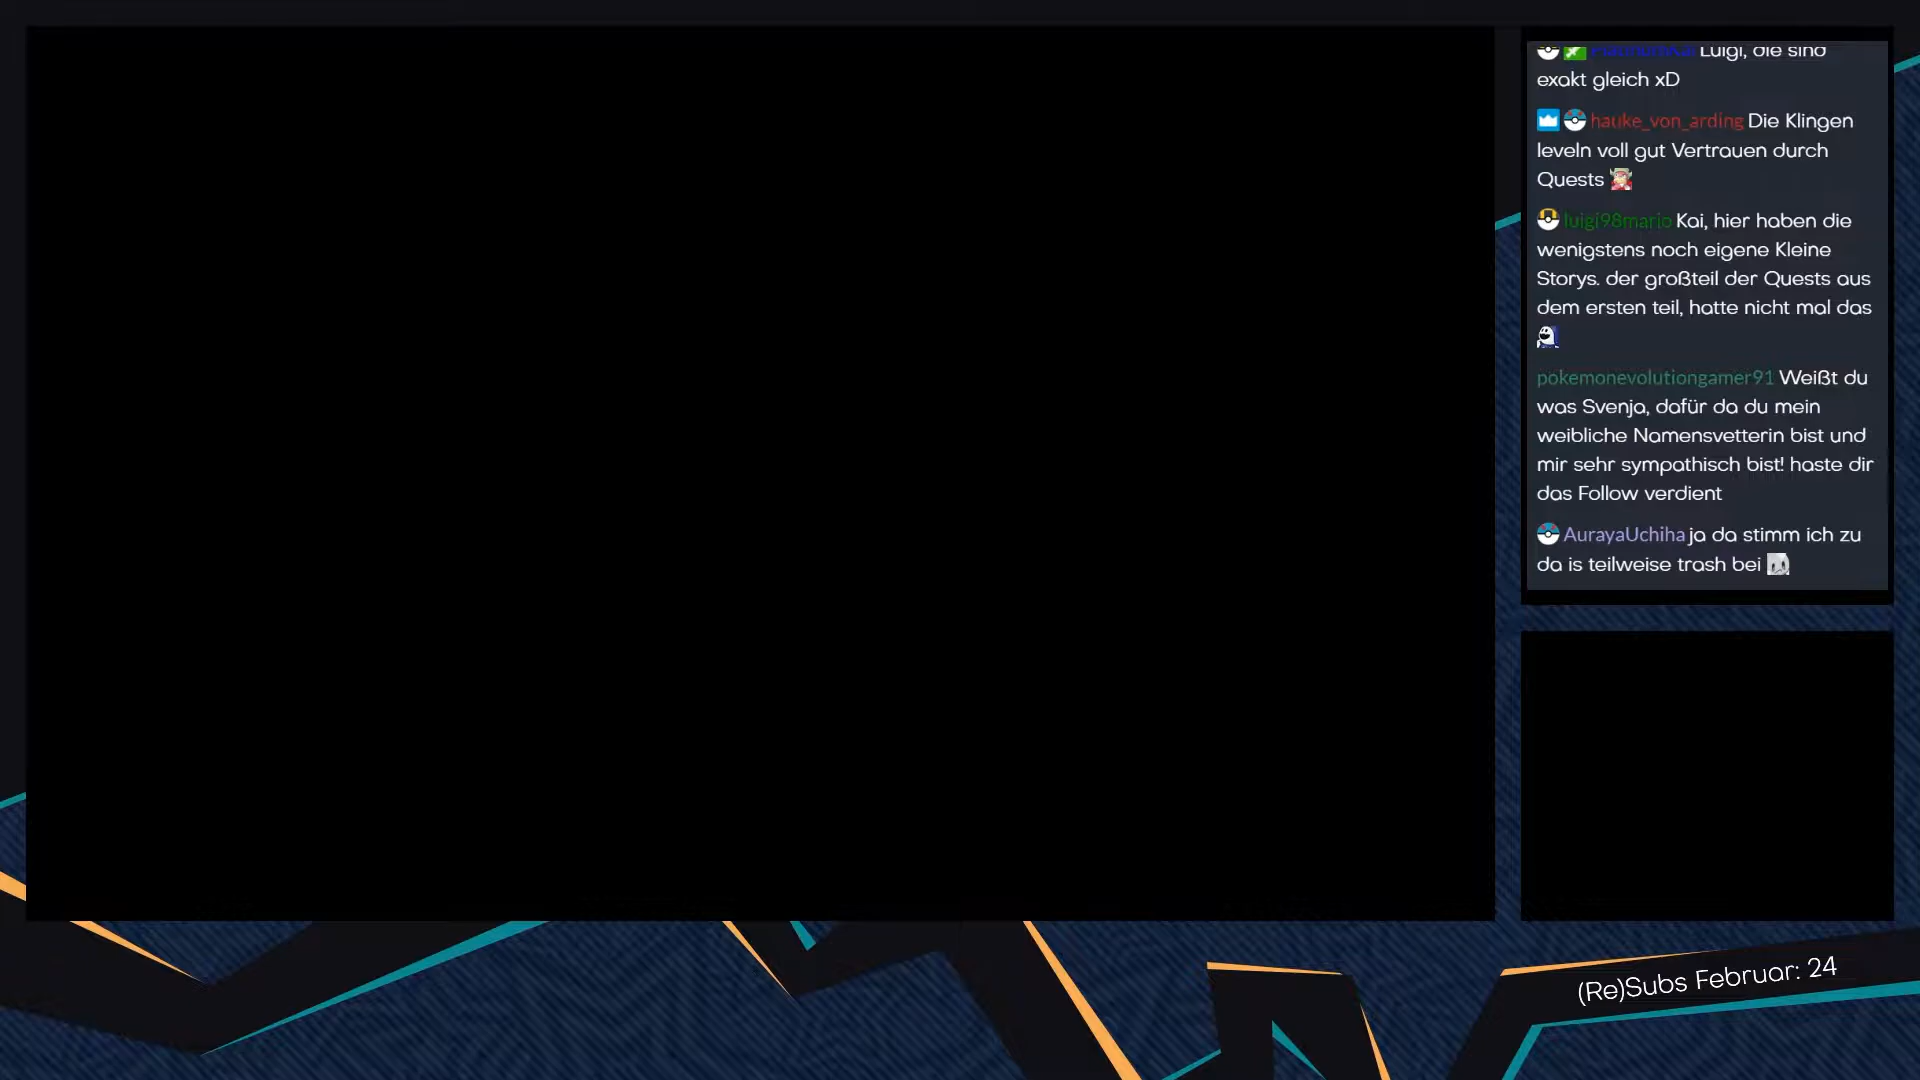 Luigi, die sind
exakt gleich xD
hauke_von_arding Die Klingen
leveln voll gut Vertrauen durch
Quests
luigi98mario Kai, hier haben die
wenigstens noch eigene Kleine
Storys. der großteil der Quests aus
dem ersten teil, hatte nicht mal das
pokemonevolutiongamer91 Weißt du
was Svenja, dafür da du mein
weibliche Namensvetterin bist und
mir sehr sympathisch bist! haste dir
das Follow verdient
AurayaUchiha ja da stimm ich zu
da is teilweise trash bei
(Re)Subs Februar: 24